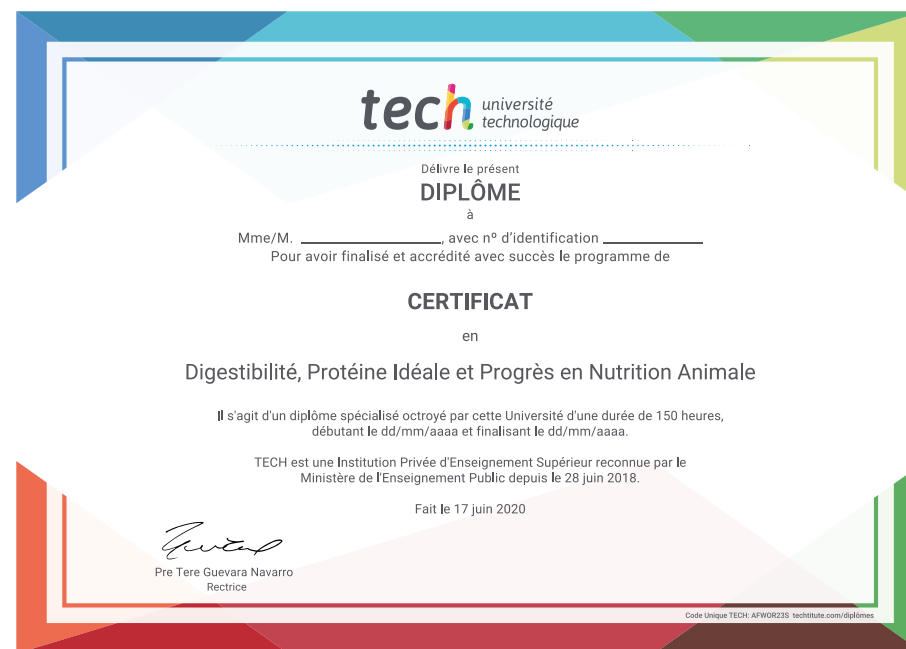 tech université
technologique
Délivre le présent
DIPLÔME
à
Mme/M. ____________________, avec nº d'identification ______________
Pour avoir finalisé et accrédité avec succès le programme de
CERTIFICAT
en
Digestibilité, Protéine Idéale et Progrès en Nutrition Animale
Il s'agit d'un diplôme spécialisé octroyé par cette Université d'une durée de 150 heures,
débutant le dd/mm/aaaa et finalisant le dd/mm/aaaa.
TECH est une Institution Privée d'Enseignement Supérieur reconnue par le
Ministère de l'Enseignement Public depuis le 28 juin 2018.
Fait le 17 juin 2020
Pre Tere Guevara Navarro
Rectrice
Code Unique TECH: AFWOR23S techtitute.com/diplômes